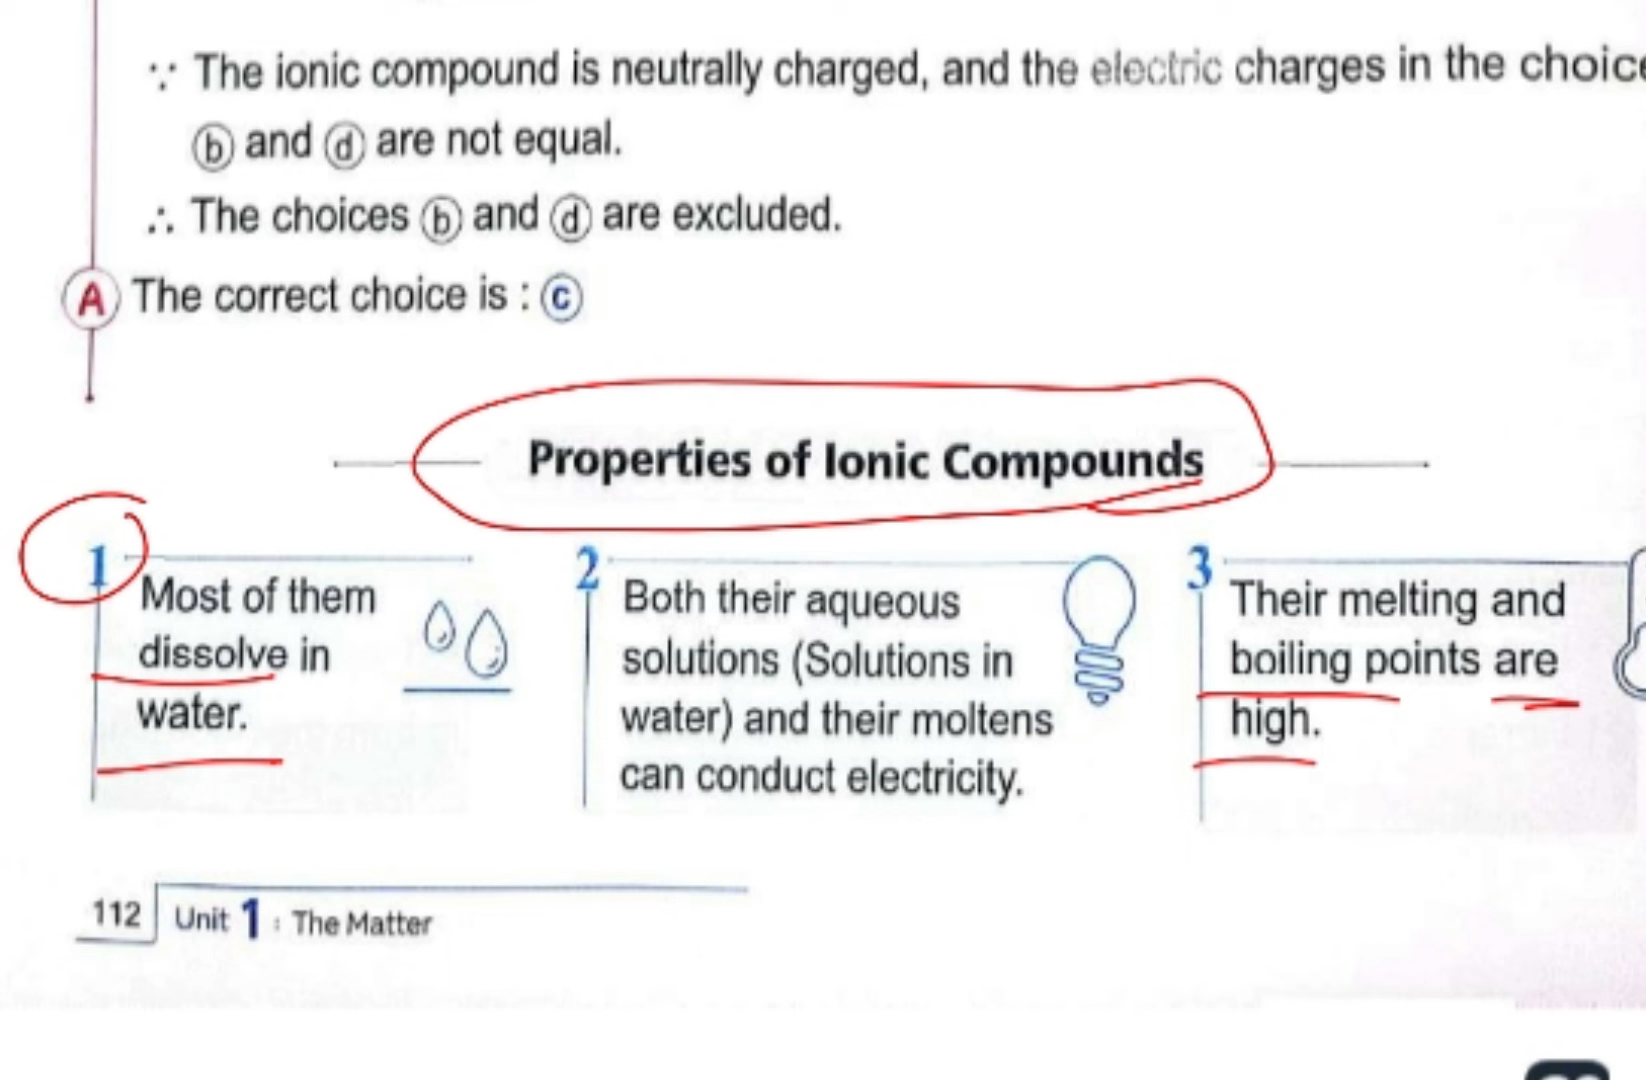 ∵ The ionic compound is neutrally charged, and the electric charges in the choice
ⓑ and ⓓ are not equal.
∴ The choices ⓑ and ⓓ are excluded.
Ⓐ The correct choice is : ⓒ
Properties of Ionic Compounds
1
Most of them
dissolve in
water.
2
Both their aqueous
solutions (Solutions in
water) and their moltens
can conduct electricity.
3
Their melting and
boiling points are
high.
112 Unit 1 : The Matter